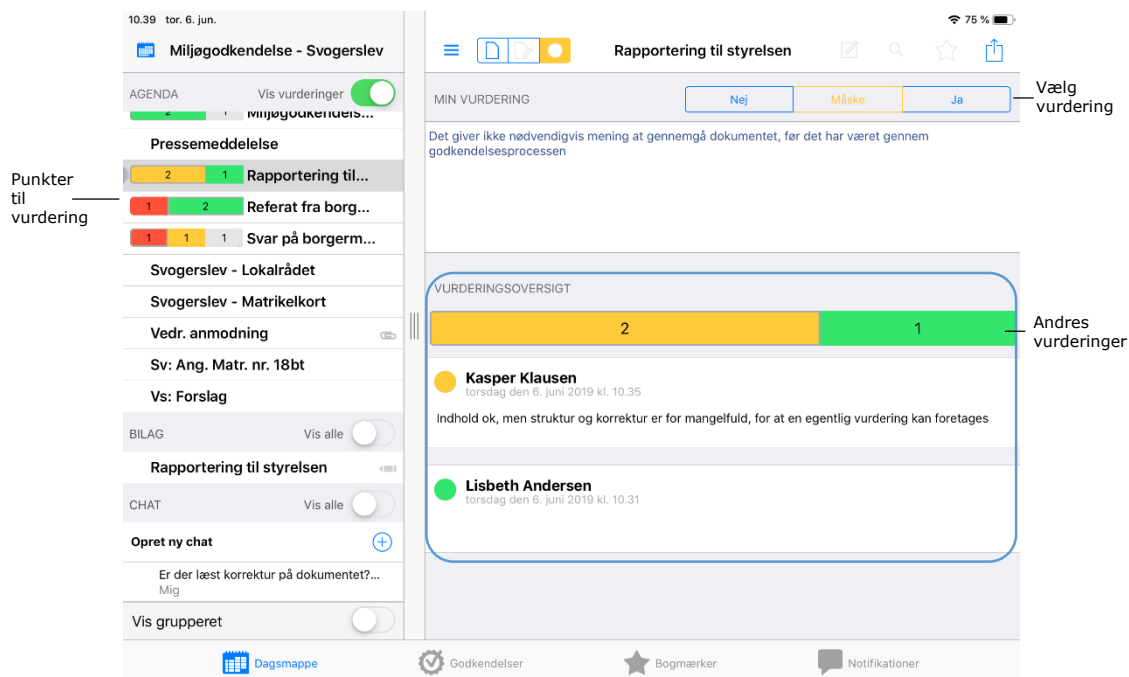 10.39 tor. 6. jun.
75 %
Miljøgodkendelse - Svogerslev
Rapportering til styrelsen
AGENDA Vis vurderinger
2 1 Miljøgodkendels...
Pressemeddelelse
2 1 Rapportering til...
1 2 Referat fra borg...
1 1 1 Svar på borgerm...
Svogerslev - Lokalrådet
Svogerslev - Matrikelkort
Vedr. anmodning
Sv: Ang. Matr. nr. 18bt
Vs: Forslag
BILAG Vis alle
Rapportering til styrelsen
CHAT Vis alle
Opret ny chat
Er der læst korrektur på dokumentet?...
Mig
Vis grupperet
MIN VURDERING Nej Måske Ja
Det giver ikke nødvendigvis mening at gennemgå dokumentet, før det har været gennem
godkendelsesprocessen
VURDERINGSOVERSIGT
2 1
Kasper Klausen
torsdag den 6. juni 2019 kl. 10.35
Indhold ok, men struktur og korrektur er for mangelfuld, for at en egentlig vurdering kan foretages
Lisbeth Andersen
torsdag den 6. juni 2019 kl. 10.31
Dagsmappe Godkendelser Bogmærker Notifikationer
Punkter
til
vurdering
Vælg
vurdering
Andres
vurderinger